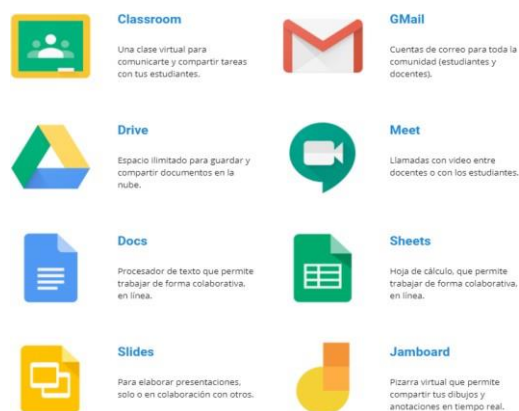 Classroom
Una clase virtual para
comunicarte y compartir tareas
con tus estudiantes.
GMail
Cuentas de correo para toda la
comunidad (estudiantes y
docentes).
Drive
Espacio ilimitado para guardar y
compartir documentos en la
nube.
Meet
Llamadas con video entre
docentes o con los estudiantes.
Docs
Procesador de texto que permite
trabajar de forma colaborativa,
en línea.
Sheets
Hoja de cálculo, que permite
trabajar de forma colaborativa,
en línea.
Slides
Para elaborar presentaciones,
solo o en colaboración con otros.
Jamboard
Pizarra virtual que permite
compartir tus dibujos y
anotaciones en tiempo real.